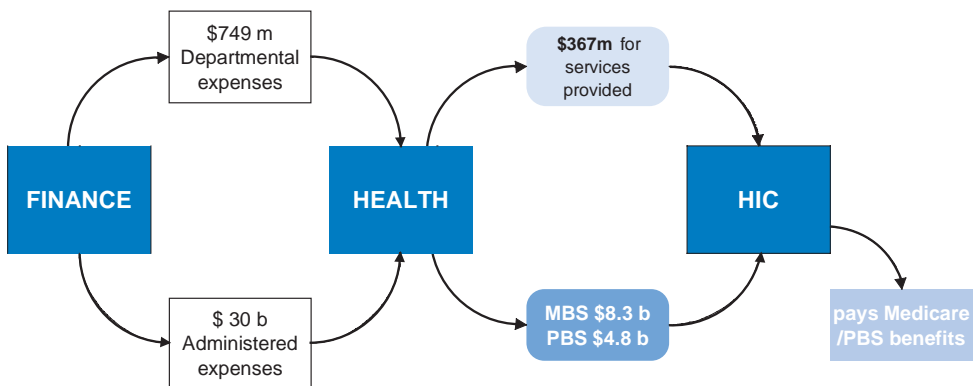 $749 m
Departmental
expenses
$367m for
services
provided
FINANCE
HEALTH
HIC
$ 30 b
Administered
expenses
MBS $8.3 b
PBS $4.8 b
pays Medicare
/PBS benefits